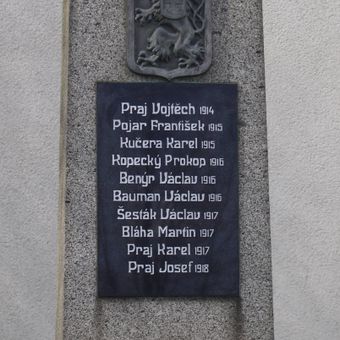 Praj Vojtěch 1914
Pojar František 1915
Kučera Karel 1915
Kopecký Prokop 1916
Benýr Václav 1916
Bauman Václav 1916
Šesták Václav 1917
Bláha Martin 1917
Praj Karel 1917
Praj Josef 1918